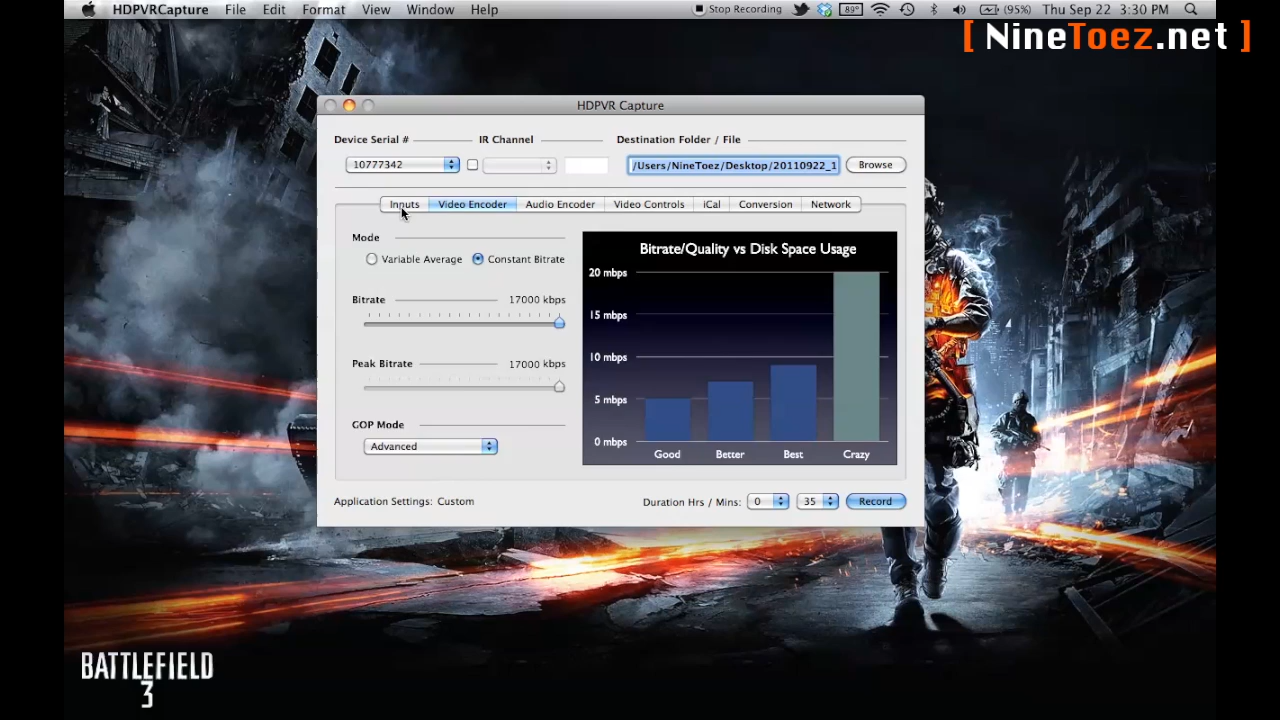 HDPVRCapture File Edit Format View Window Help Stop Recording 89° (95%) Thu Sep 22 3:30 PM
[ NineToez.net ]
HDPVR Capture
Device Serial # IR Channel Destination Folder / File
10777342 /Users/NineToez/Desktop/20110922_1 Browse
Inputs Video Encoder Audio Encoder Video Controls iCal Conversion Network
Mode
Variable Average Constant Bitrate
Bitrate 17000 kbps
Peak Bitrate 17000 kbps
GOP Mode
Advanced
Bitrate/Quality vs Disk Space Usage
20 mbps
15 mbps
10 mbps
5 mbps
0 mbps
Good Better Best Crazy
Application Settings: Custom Duration Hrs / Mins: 0 35 Record
BATTLEFIELD
3